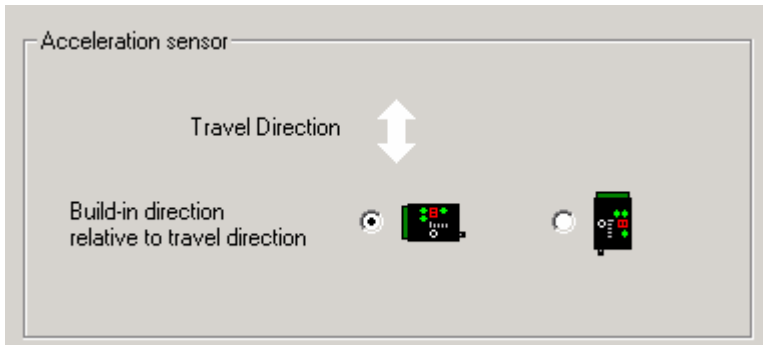 Acceleration sensor
Travel Direction
Build-in direction
relative to travel direction